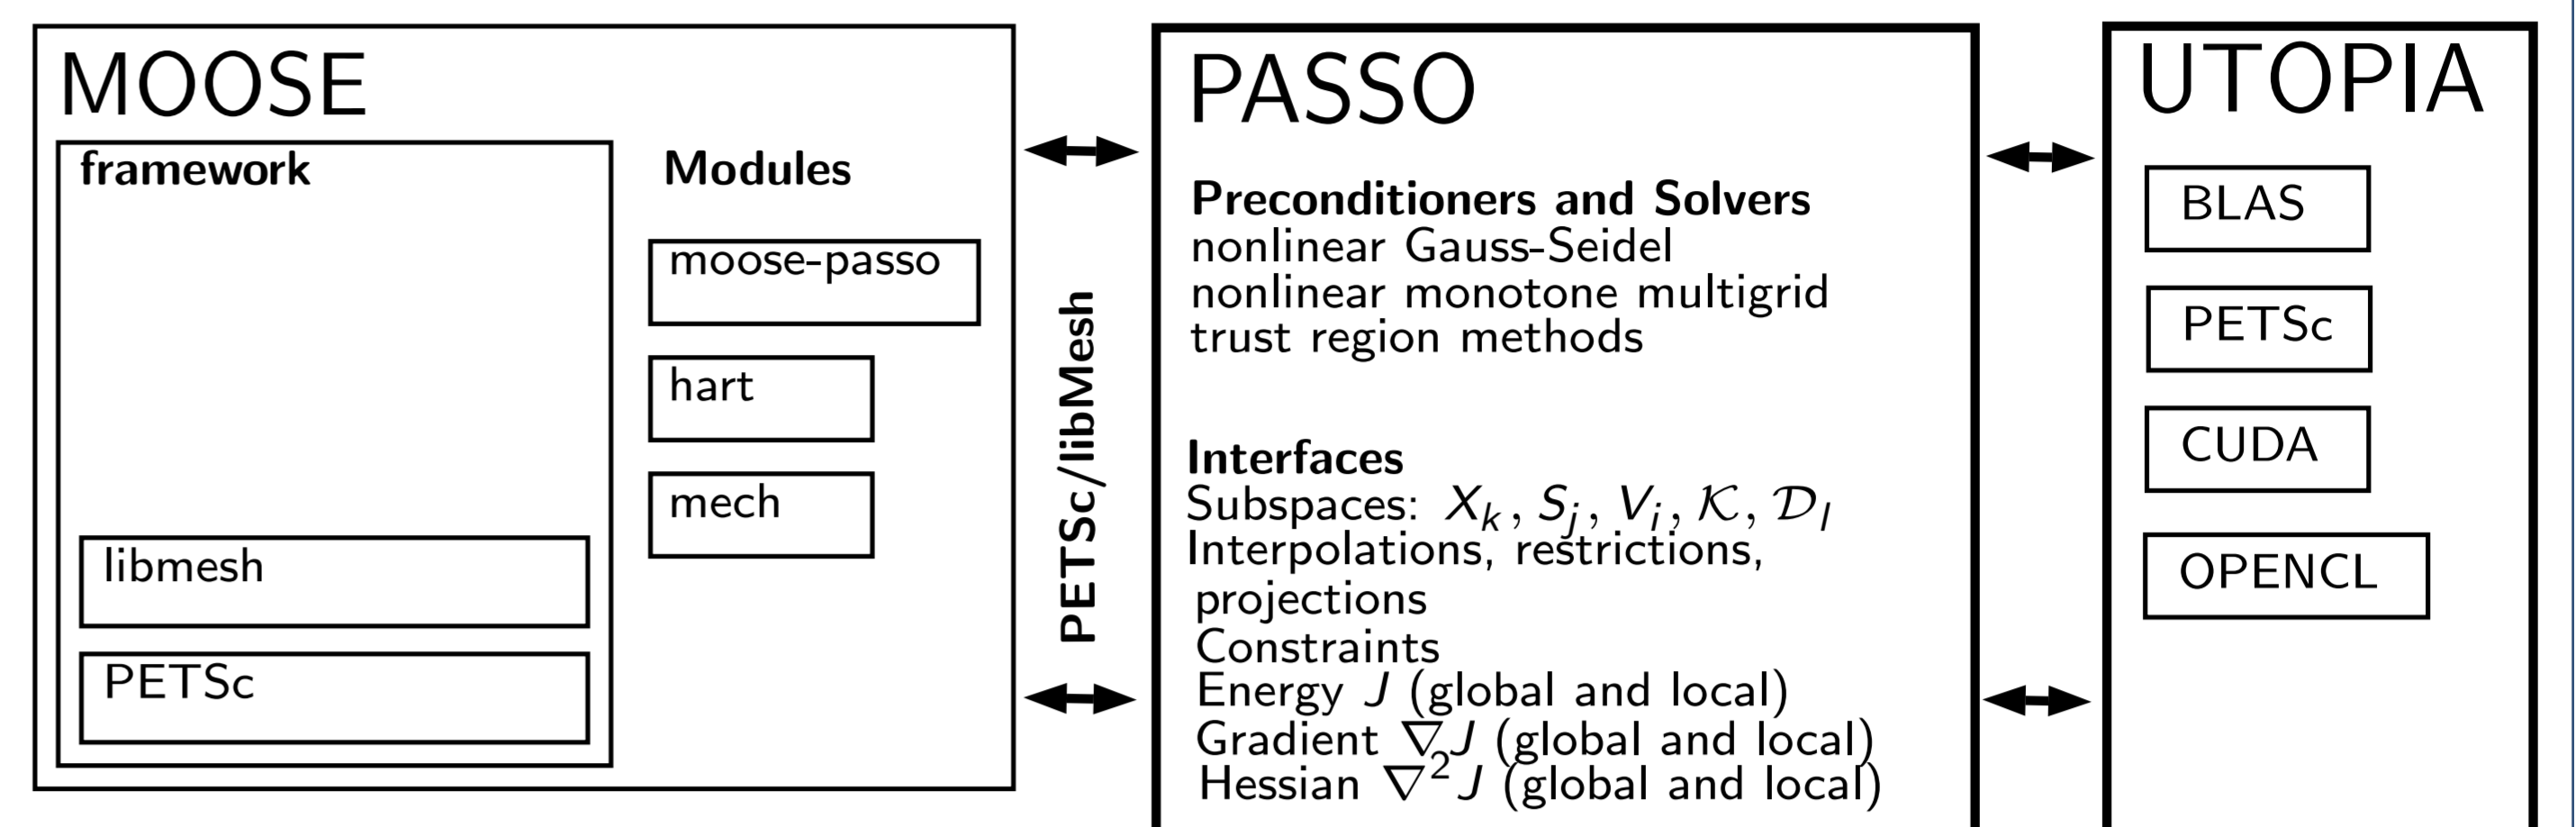 MOOSE
framework
libmesh
PETSc
Modules
moose-passo
hart
mech
PETSc/libMesh
PASSO
Preconditioners and Solvers
nonlinear Gauss-Seidel
nonlinear monotone multigrid
trust region methods
Interfaces
Subspaces: X_k, S_j, V_i, 𝒦, 𝒟_l
Interpolations, restrictions,
projections
Constraints
Energy J (global and local)
Gradient ∇J (global and local)
Hessian ∇²J (global and local)
UTOPIA
BLAS
PETSc
CUDA
OPENCL